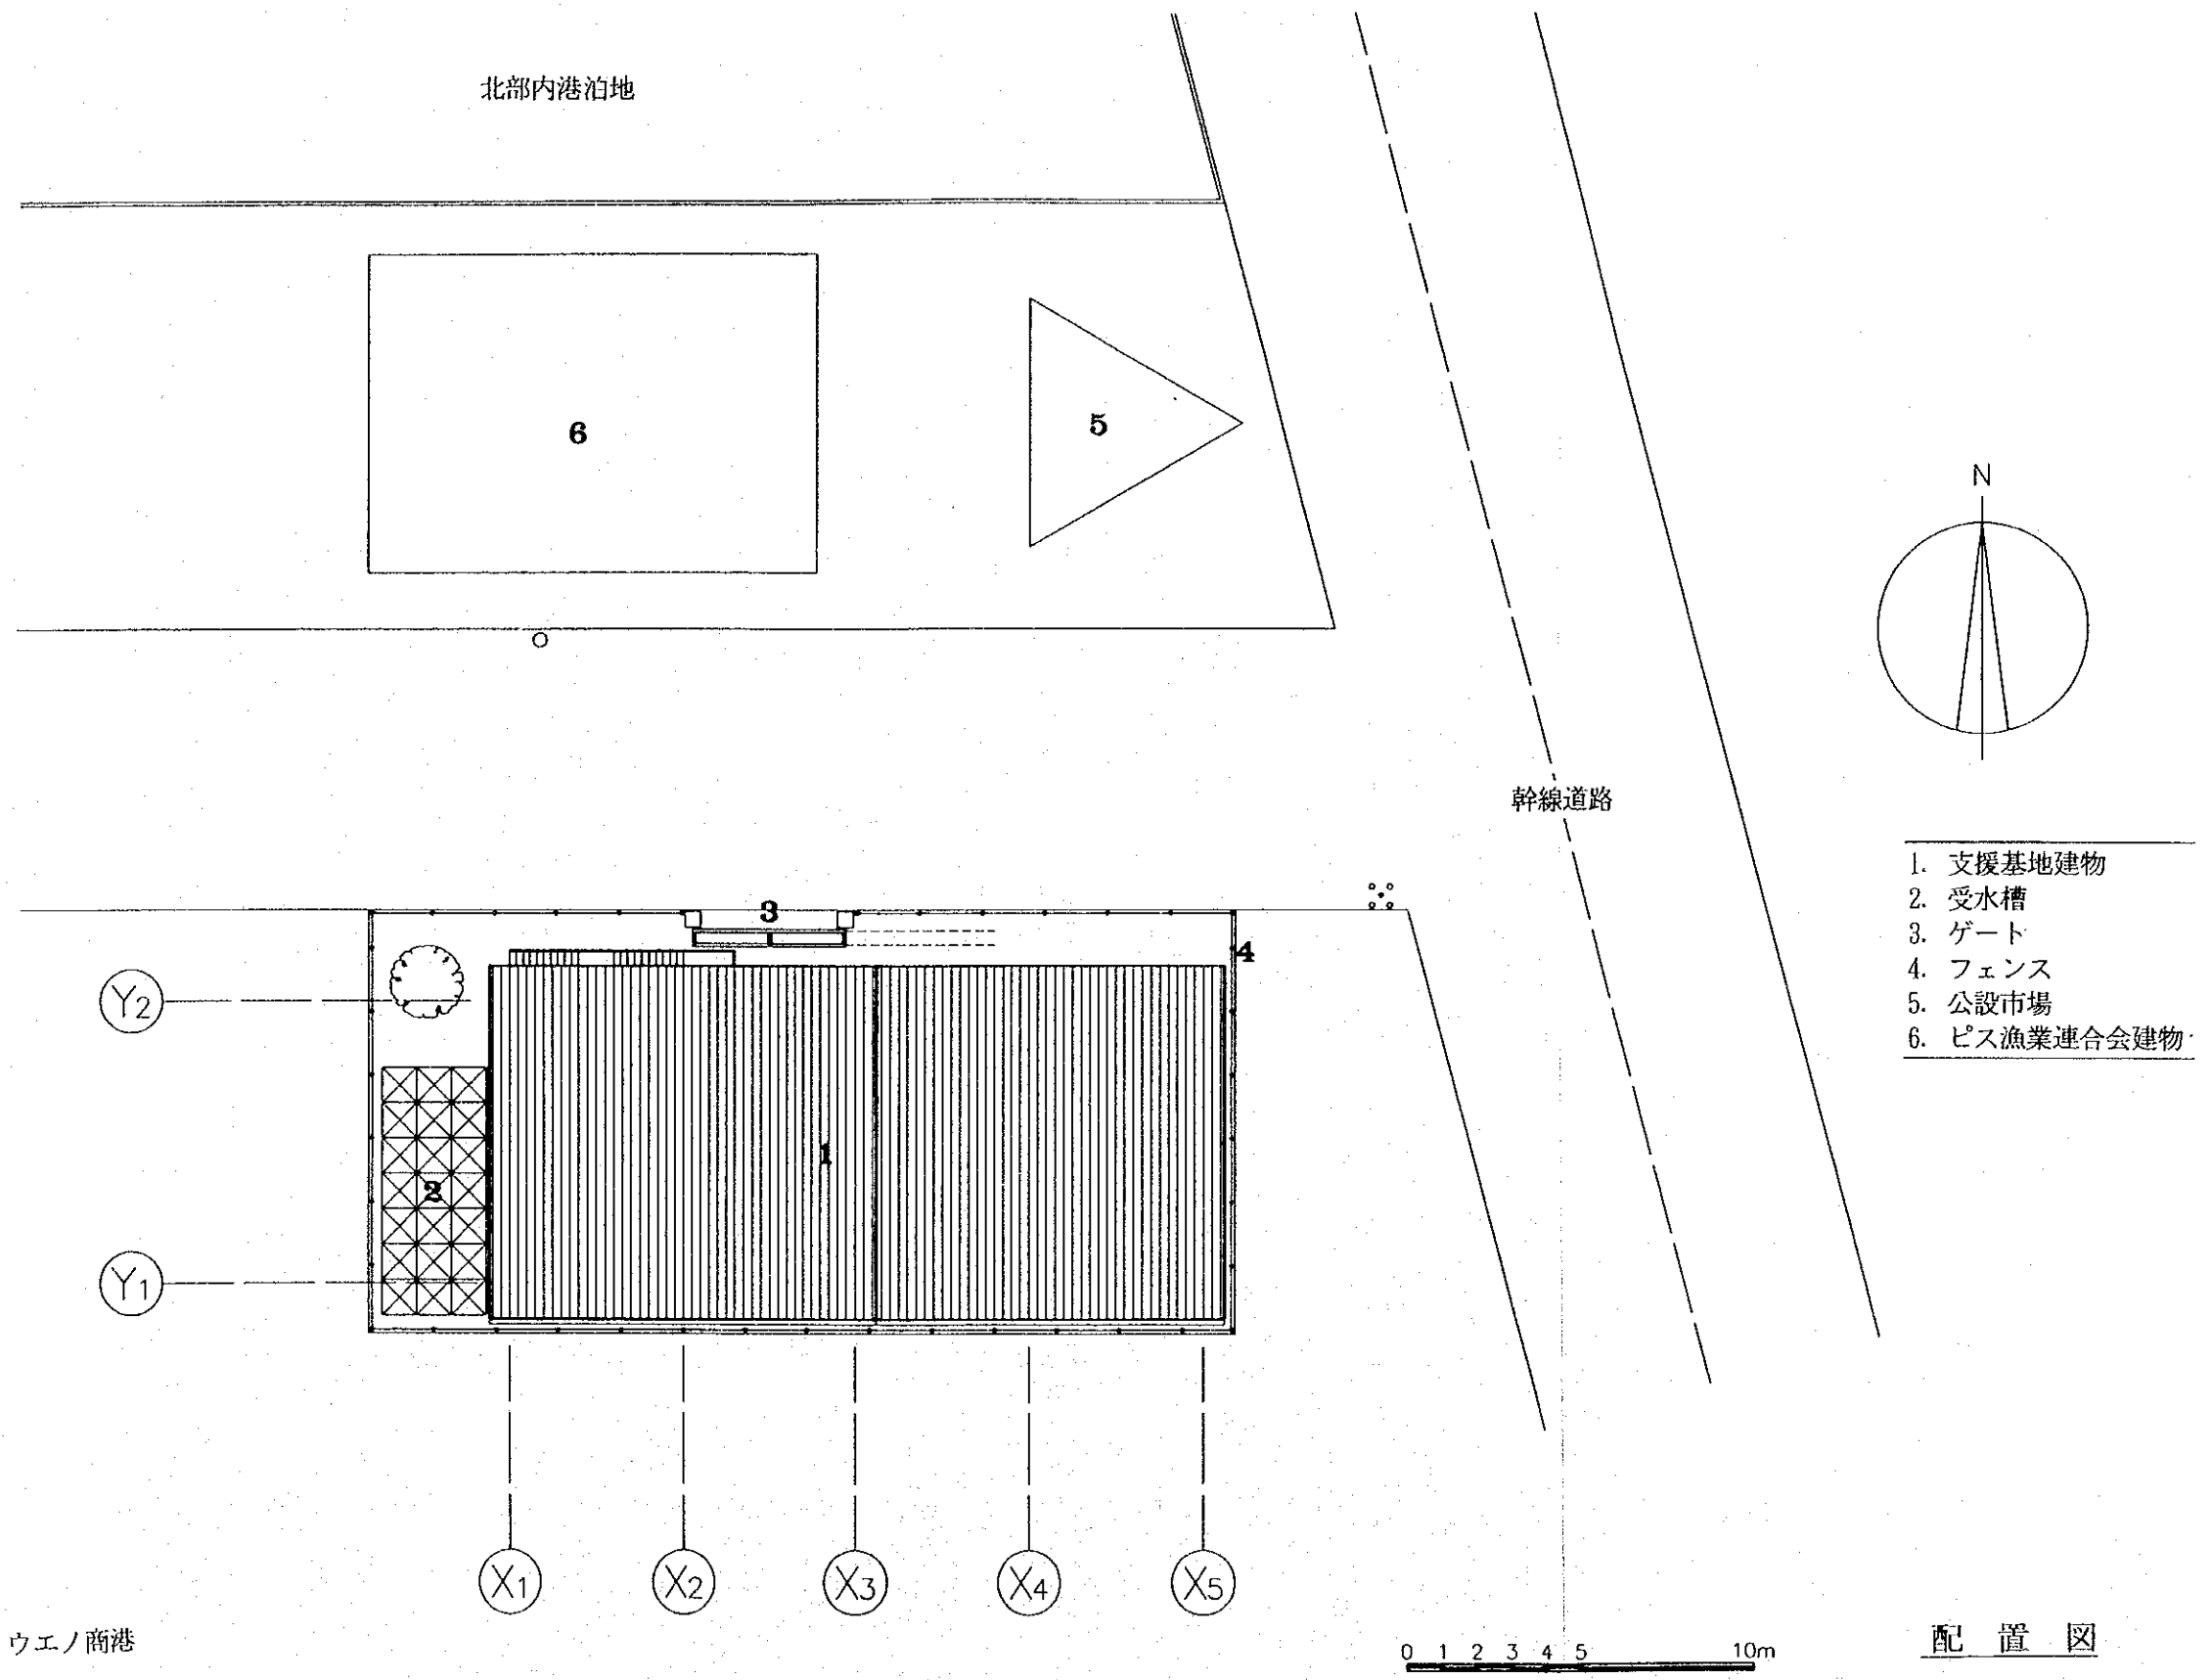 北部内港泊地
6
5
N
幹線道路
1. 支援基地建物
2. 受水槽
3. ゲート
4. フェンス
5. 公設市場
6. ピス漁業連合会建物
3
4
Y2
1
2
Y1
X1 X2 X3 X4 X5
ウエノ商港
0 1 2 3 4 5 10m
配置図